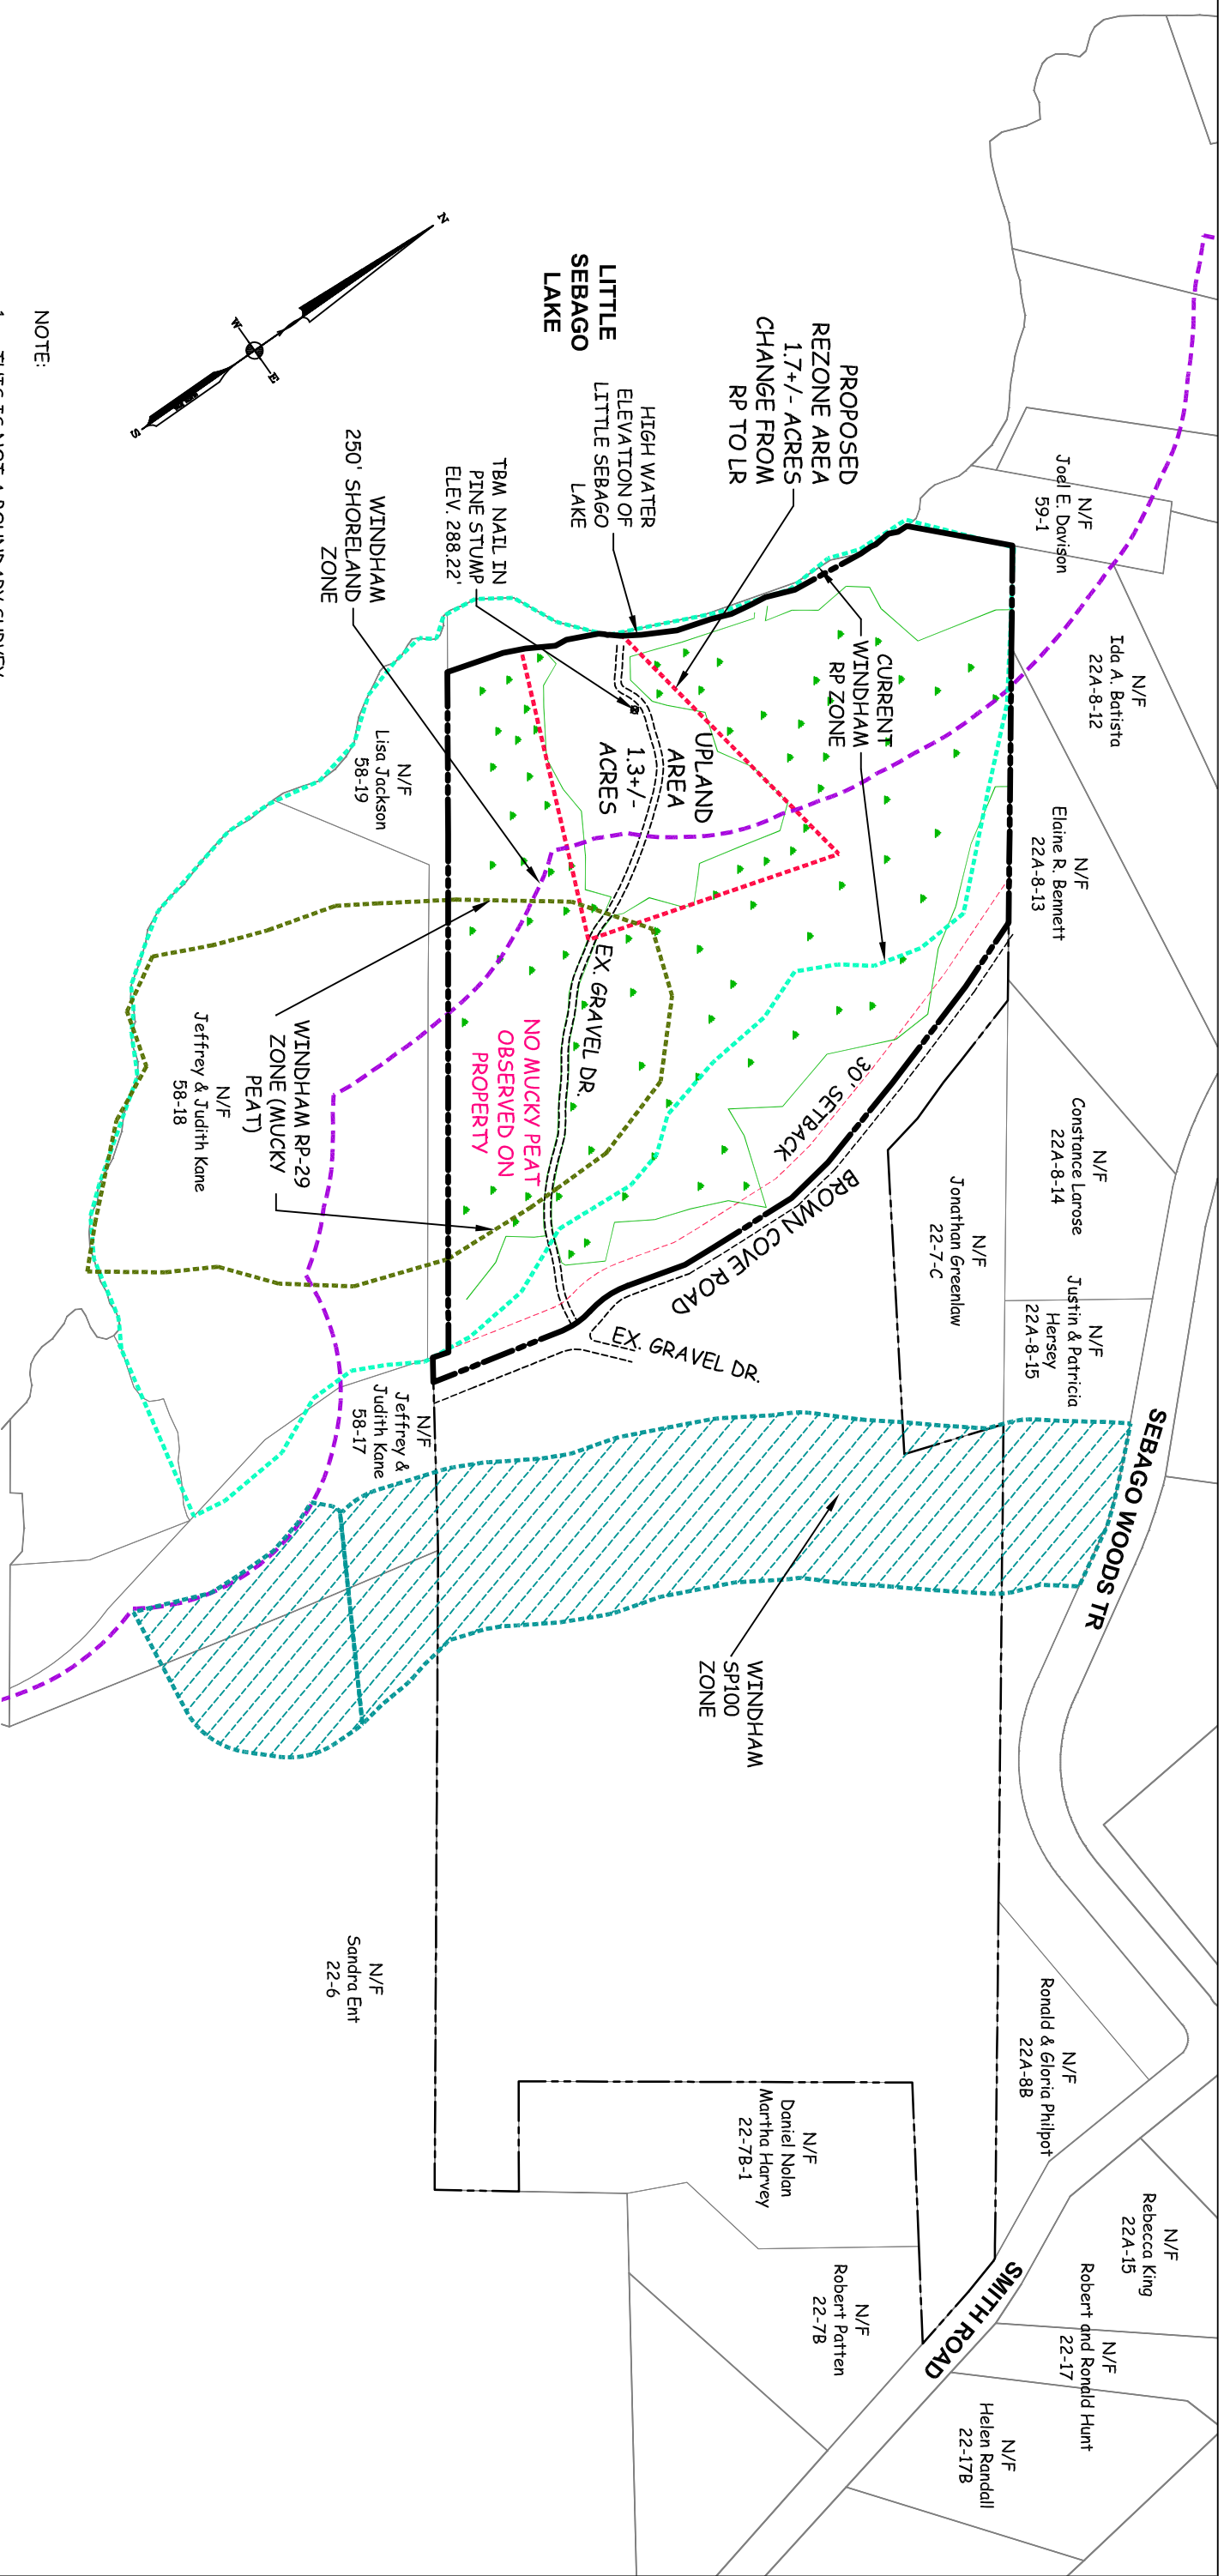 N/F
Joel E. Davison
59-1
N/F
Ida A. Batista
22A-8-12
N/F
Elaine R. Bennett
22A-8-13
N/F
Constance Larose
22A-8-14
N/F
Justin & Patricia
Hersey
22A-8-15
N/F
Jonathan Greenlaw
22-7-C
SEBAGO WOODS TR
N/F
Ronald & Gloria Philpot
22A-8B
N/F
Rebecca King
22A-15
N/F
Robert and Ronald Hunt
22-17
N/F
Helen Randall
22-17B
SMITH ROAD
N/F
Robert Patten
22-7B
N/F
Daniel Nolan
Martha Harvey
22-7B-1
N/F
Sandra Ent
22-6
WINDHAM
SP100
ZONE
PROPOSED
REZONE AREA
1.7+/- ACRES
CHANGE FROM
RP TO LR
CURRENT
WINDHAM
RP ZONE
30' SETBACK
BROWN COVE ROAD
EX. GRAVEL DR.
UPLAND
AREA
1.3+/-
ACRES
EX. GRAVEL DR.
NO MUCKY PEAT
OBSERVED ON
PROPERTY
LITTLE
SEBAGO
LAKE
HIGH WATER
ELEVATION OF
LITTLE SEBAGO
LAKE
TBM NAIL IN
PINE STUMP
ELEV. 288.22'
WINDHAM
250' SHORELAND
ZONE
N/F
Lisa Jackson
58-19
WINDHAM RP-29
ZONE (MUCKY
PEAT)
N/F
Jeffrey & Judith Kane
58-18
N/F
Jeffrey &
Judith Kane
58-17
N
W
E
S
NOTE:
1. THIS IS NOT A BOUNDARY SURVEY